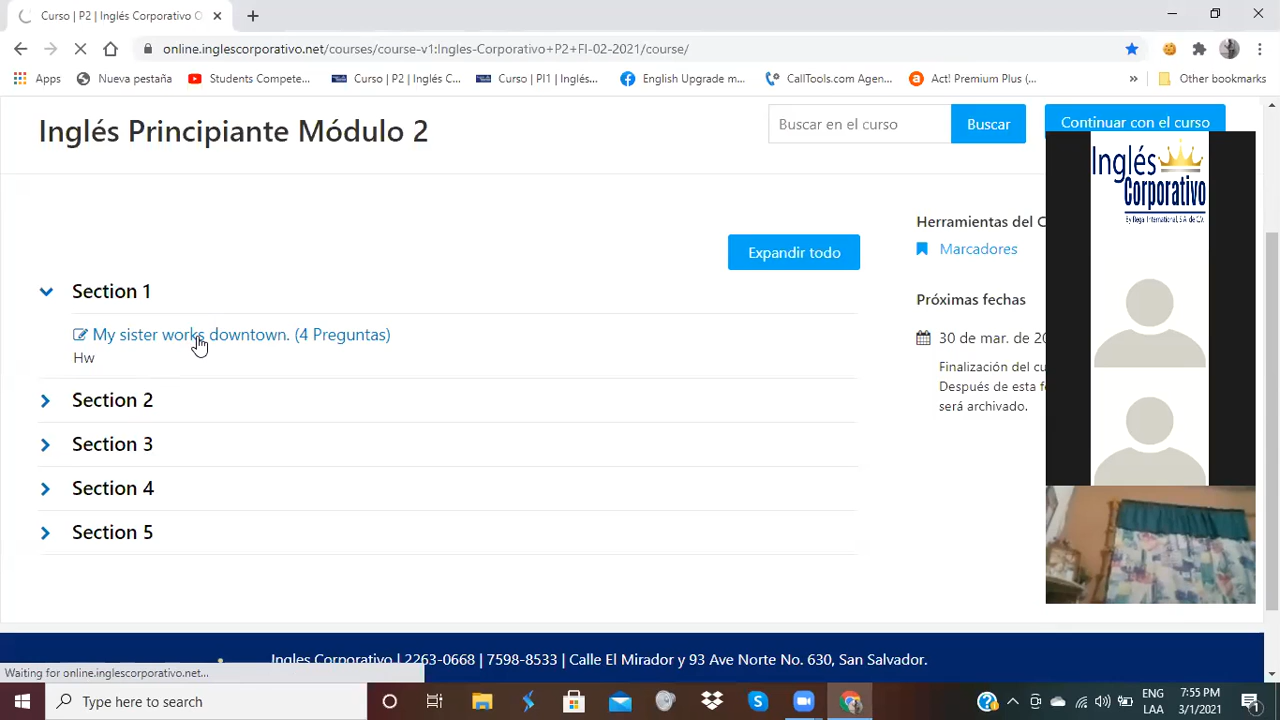 Curso | P2 | Inglés Corporativo O
online.inglescorporativo.net/courses/course-v1:Ingles-Corporativo+P2+FI-02-2021/course/
Apps
Nueva pestaña
Students Compete...
Curso | P2 | Inglés C...
Curso | PI1 | Inglés...
English Upgrade m...
CallTools.com Agen...
Act! Premium Plus (...
»
Other bookmarks
Inglés Principiante Módulo 2
Buscar en el curso
Buscar
Continuar con el curso
Inglés
Corporativo
By Regal International, S.A. de C.V.
Herramientas del C
Marcadores
Expandir todo
Section 1
My sister works downtown. (4 Preguntas)
Hw
Section 2
Section 3
Section 4
Section 5
Próximas fechas
30 de mar. de 20
Finalización del cu
Después de esta fe
será archivado.
Ingles Corporativo | 2263-0668 | 7598-8533 | Calle El Mirador y 93 Ave Norte No. 630, San Salvador.
Waiting for online.inglescorporativo.net...
Type here to search
ENG
LAA
7:55 PM
3/1/2021
1